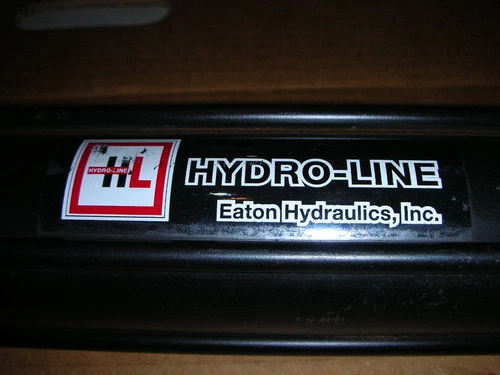 HL
HYDRO-LINE
HYDRO-LINE
Eaton Hydraulics, Inc.